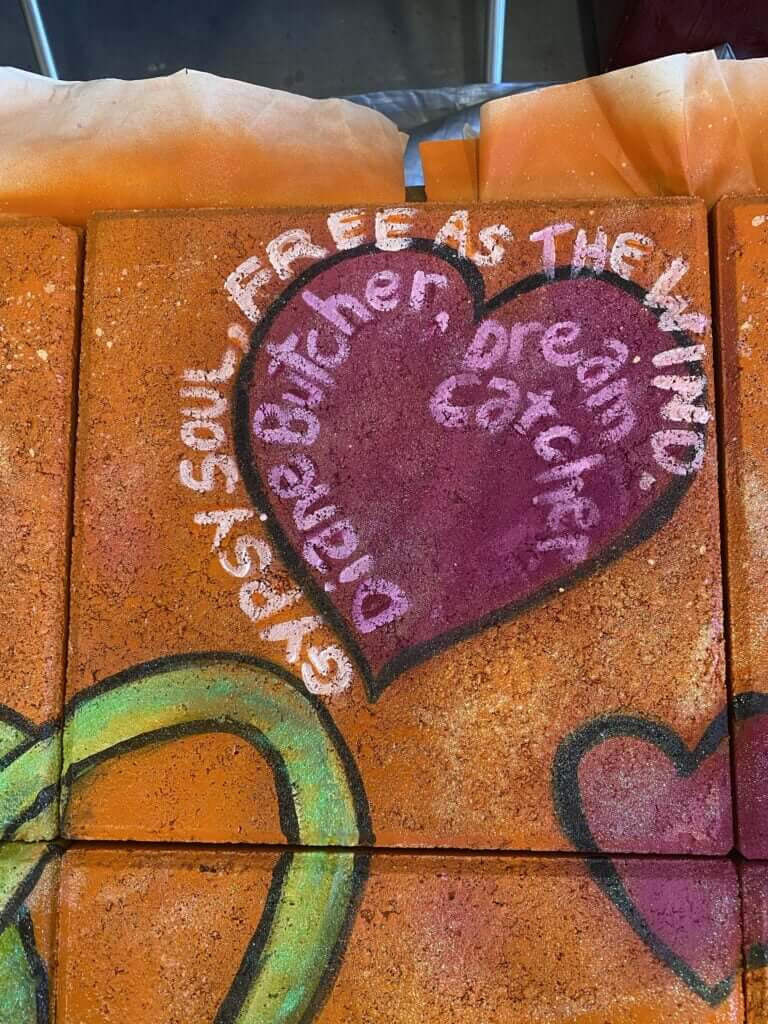 GYPSY SOUL, FREE AS THE WIND.
Diane Butcher,
Dream
Catcher